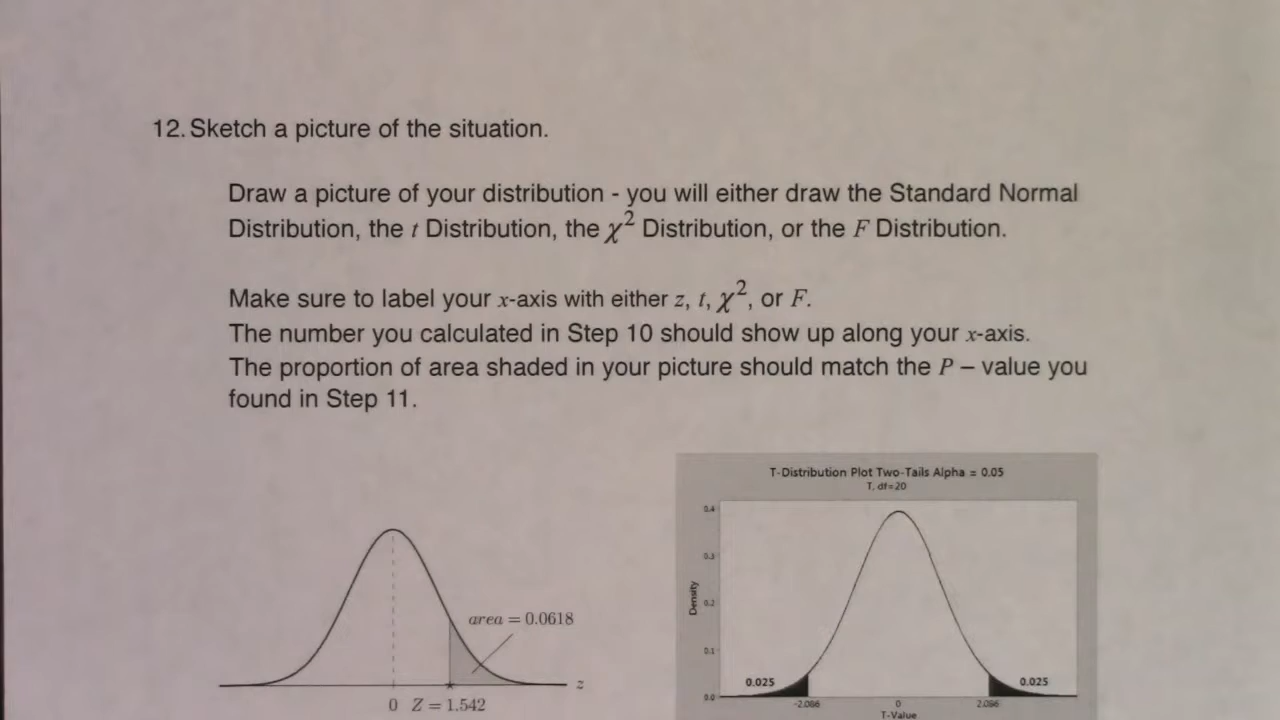 12. Sketch a picture of the situation.
Draw a picture of your distribution - you will either draw the Standard Normal
Distribution, the t Distribution, the χ² Distribution, or the F Distribution.
Make sure to label your x-axis with either z, t, χ², or F.
The number you calculated in Step 10 should show up along your x-axis.
The proportion of area shaded in your picture should match the P – value you
found in Step 11.
area = 0.0618
z
0 Z = 1.542
T-Distribution Plot Two-Tails Alpha = 0.05
T, df=20
0.4
0.3
0.2
0.1
0.0
Density
0.025
0.025
-2.086
0
2.086
T-Value